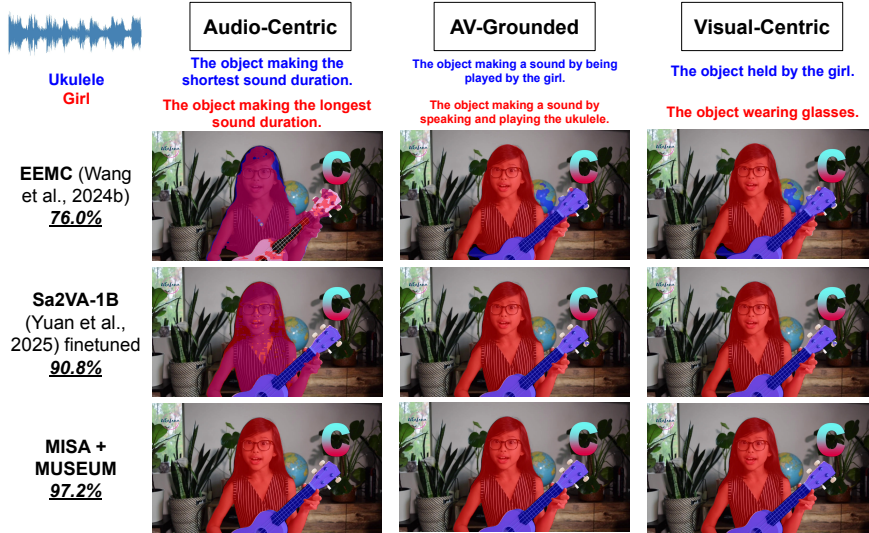 Audio-Centric
AV-Grounded
Visual-Centric
Ukulele
Girl
The object making the
shortest sound duration.
The object making a sound by being
played by the girl.
The object held by the girl.
The object making the longest
sound duration.
The object making a sound by
speaking and playing the ukulele.
The object wearing glasses.
EEMC (Wang
et al., 2024b)
76.0%
C
C
C
Sa2VA-1B
(Yuan et al.,
2025) finetuned
90.8%
C
C
C
MISA +
MUSEUM
97.2%
C
C
C